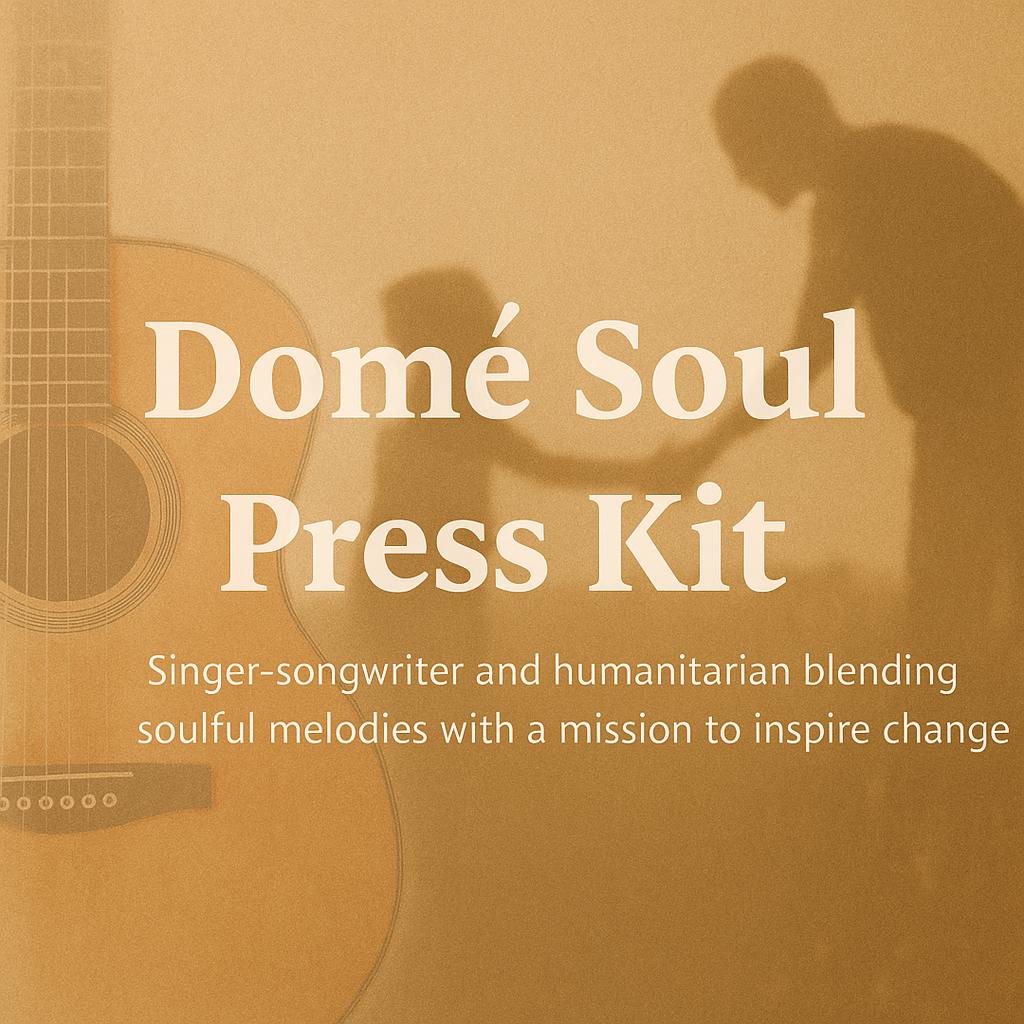 Domé Soul
Press Kit
Singer-songwriter and humanitarian blending
soulful melodies with a mission to inspire change